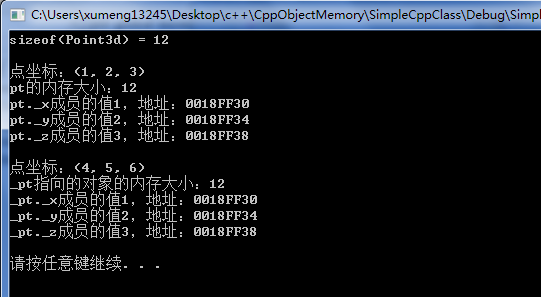 C:\Users\xumeng13245\Desktop\c++\CppObjectMemory\SimpleCppClass\Debug\Simpl
sizeof(Point3d) = 12
点坐标：(1, 2, 3)
pt的内存大小：12
pt._x成员的值1，地址：0018FF30
pt._y成员的值2，地址：0018FF34
pt._z成员的值3，地址：0018FF38
点坐标：(4, 5, 6)
_pt指向的对象的内存大小：12
_pt._x成员的值1，地址：0018FF30
_pt._y成员的值2，地址：0018FF34
_pt._z成员的值3，地址：0018FF38
请按任意键继续. . .